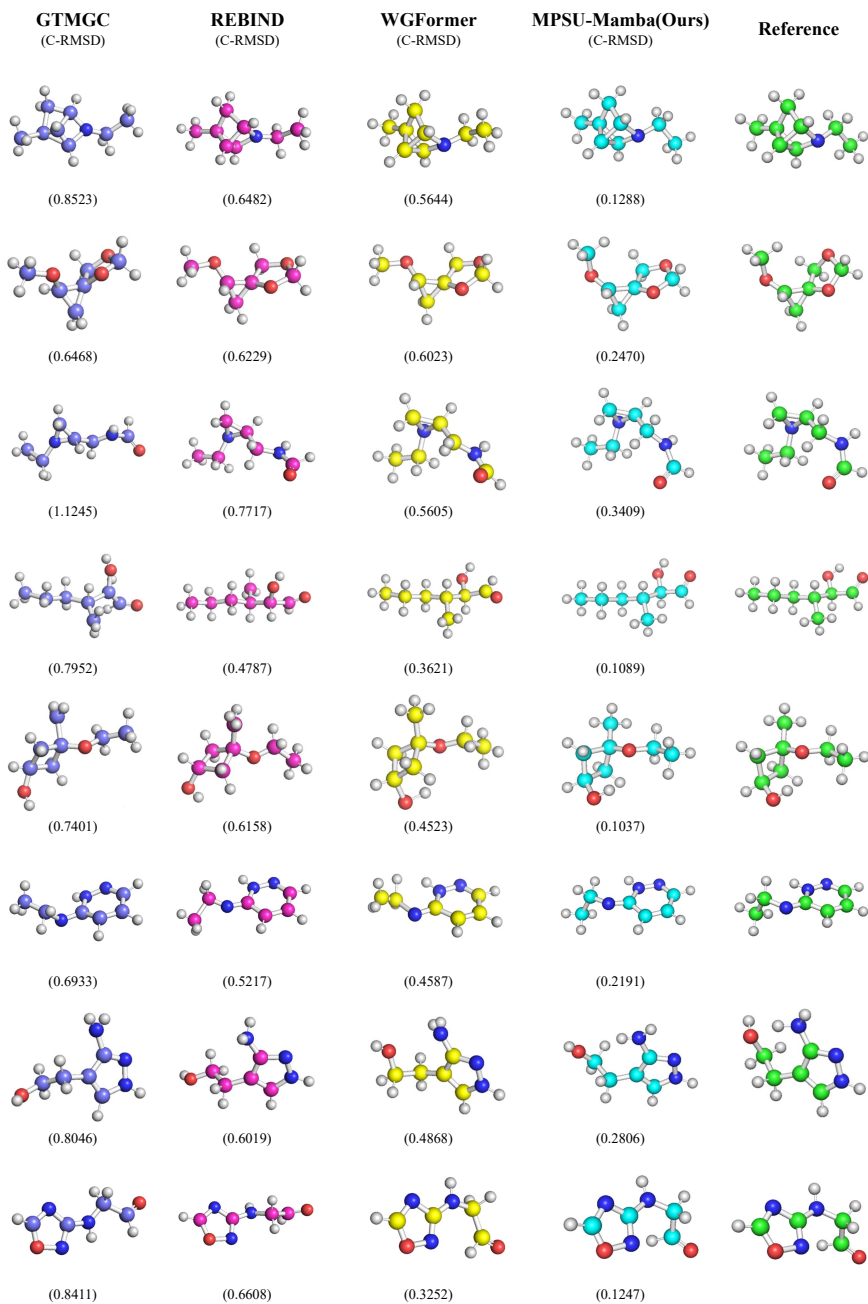 GTMGC REBIND WGFormer MPSU-Mamba(Ours) Reference
(C-RMSD) (C-RMSD) (C-RMSD) (C-RMSD)
(0.8523) (0.6482) (0.5644) (0.1288)
(0.6468) (0.6229) (0.6023) (0.2470)
(1.1245) (0.7717) (0.5605) (0.3409)
(0.7952) (0.4787) (0.3621) (0.1089)
(0.7401) (0.6158) (0.4523) (0.1037)
(0.6933) (0.5217) (0.4587) (0.2191)
(0.8046) (0.6019) (0.4868) (0.2806)
(0.8411) (0.6608) (0.3252) (0.1247)